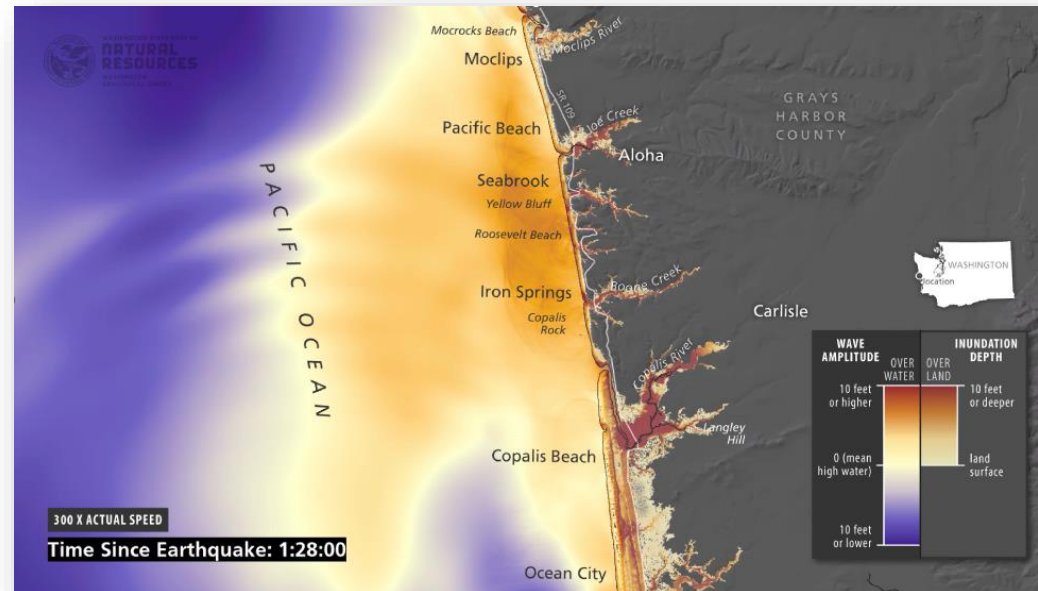 WASHINGTON DEPARTMENT OF
NATURAL
RESOURCES
Mocrocks Beach
Moclips River
Moclips
SR 109
GRAYS
HARBOR
COUNTY
Pacific Beach
Joe Creek
Aloha
PACIFIC OCEAN
Seabrook
Yellow Bluff
Roosevelt Beach
WASHINGTON
location
Iron Springs
Boone Creek
Carlisle
Copalis
Rock
Copalis River
Langley
Hill
Copalis Beach
Ocean City
WAVE
AMPLITUDE
OVER
WATER
OVER
LAND
INUNDATION
DEPTH
10 feet
or higher
10 feet
or deeper
0 (mean
high water)
land
surface
10 feet
or lower
300 X ACTUAL SPEED
Time Since Earthquake: 1:28:00